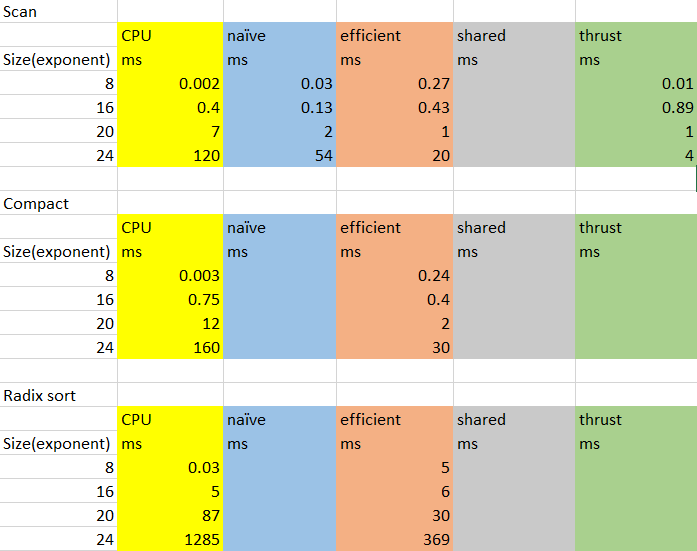 Scan
CPU naïve efficient shared thrust
Size(exponent) ms ms ms ms ms
8 0.002 0.03 0.27 0.01
16 0.4 0.13 0.43 0.89
20 7 2 1 1
24 120 54 20 4
Compact
CPU naïve efficient shared thrust
Size(exponent) ms ms ms ms ms
8 0.003 0.24
16 0.75 0.4
20 12 2
24 160 30
Radix sort
CPU naïve efficient shared thrust
Size(exponent) ms ms ms ms ms
8 0.03 5
16 5 6
20 87 30
24 1285 369